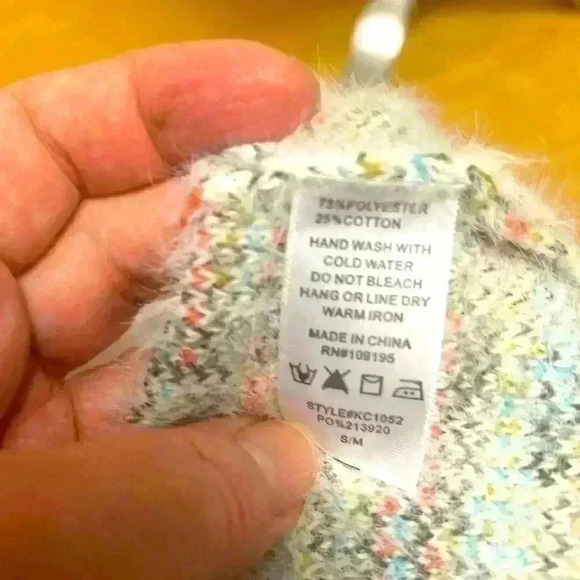 75%POLYESTER
25%COTTON
HAND WASH WITH
COLD WATER
DO NOT BLEACH
HANG OR LINE DRY
WARM IRON
MADE IN CHINA
RN#109195
STYLE#KC1052
PO%213920
S/M